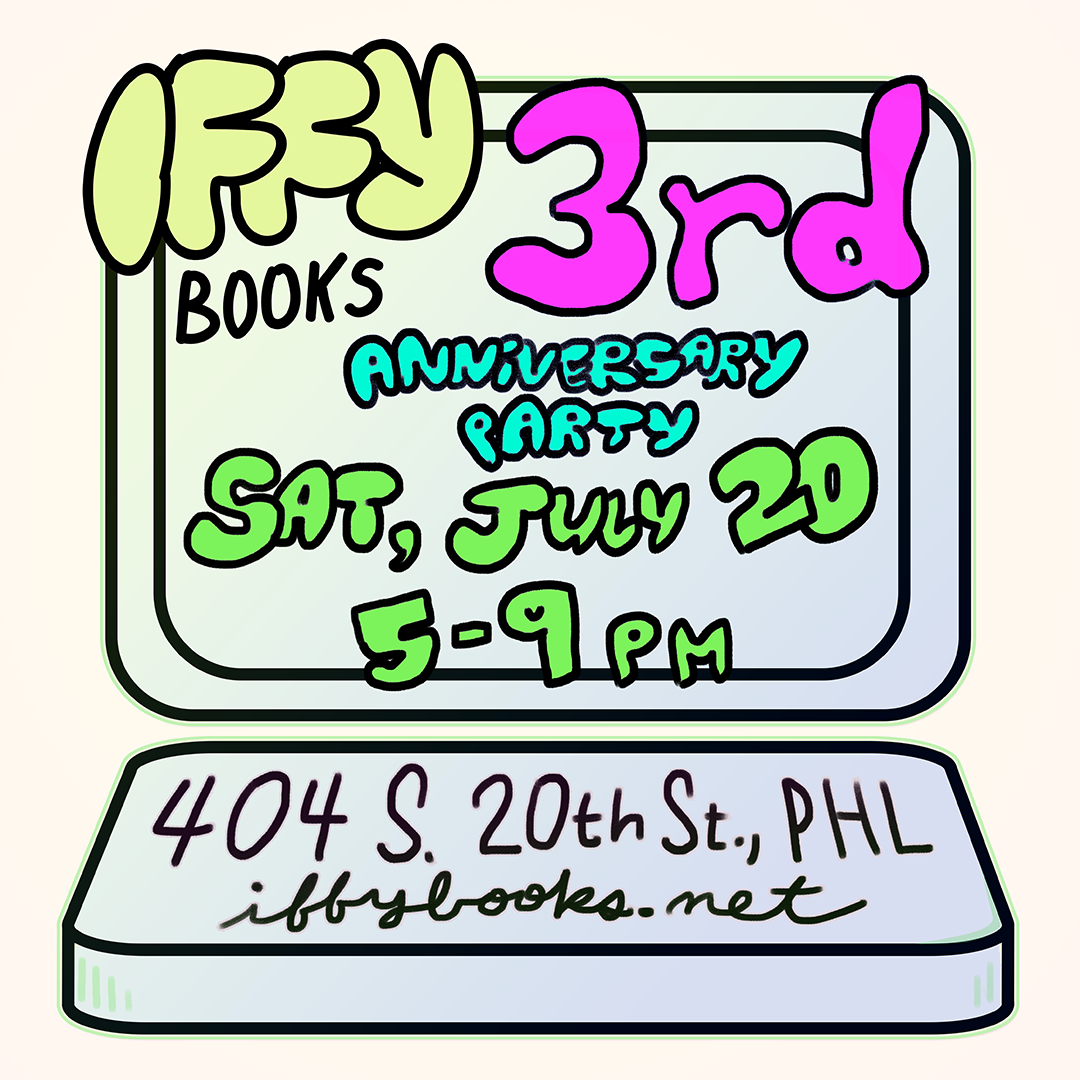 IFFY
BOOKS
3rd
ANNiVERSARY
PARTY
SAT, JULY 20
5-9 PM
404 S. 20th St., PHL
iffybooks.net